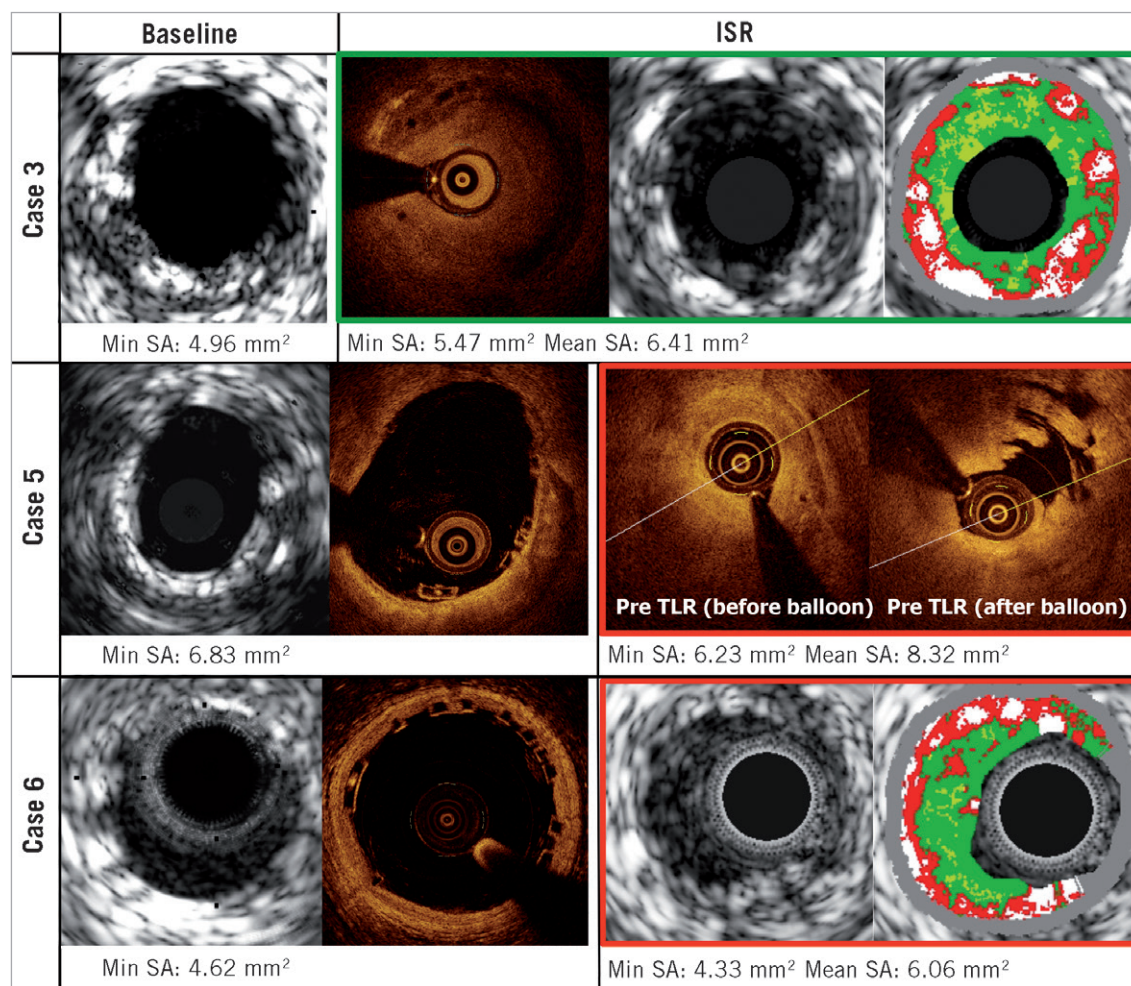 Baseline
ISR
Case 3
Min SA: 4.96 mm²
Min SA: 5.47 mm² Mean SA: 6.41 mm²
Case 5
Pre TLR (before balloon)
Pre TLR (after balloon)
Min SA: 6.83 mm²
Min SA: 6.23 mm² Mean SA: 8.32 mm²
Case 6
Min SA: 4.62 mm²
Min SA: 4.33 mm² Mean SA: 6.06 mm²